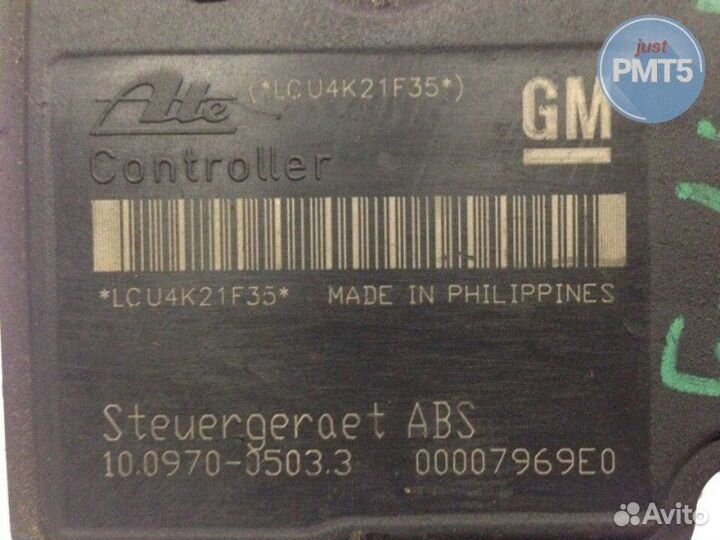 just
PMT5
Ate (*LCU4K21F35*)
GM
Controller
*LCU4K21F35* MADE IN PHILIPPINES
Steuergeraet ABS
10.0970-0503.3 00007969E0
Avito